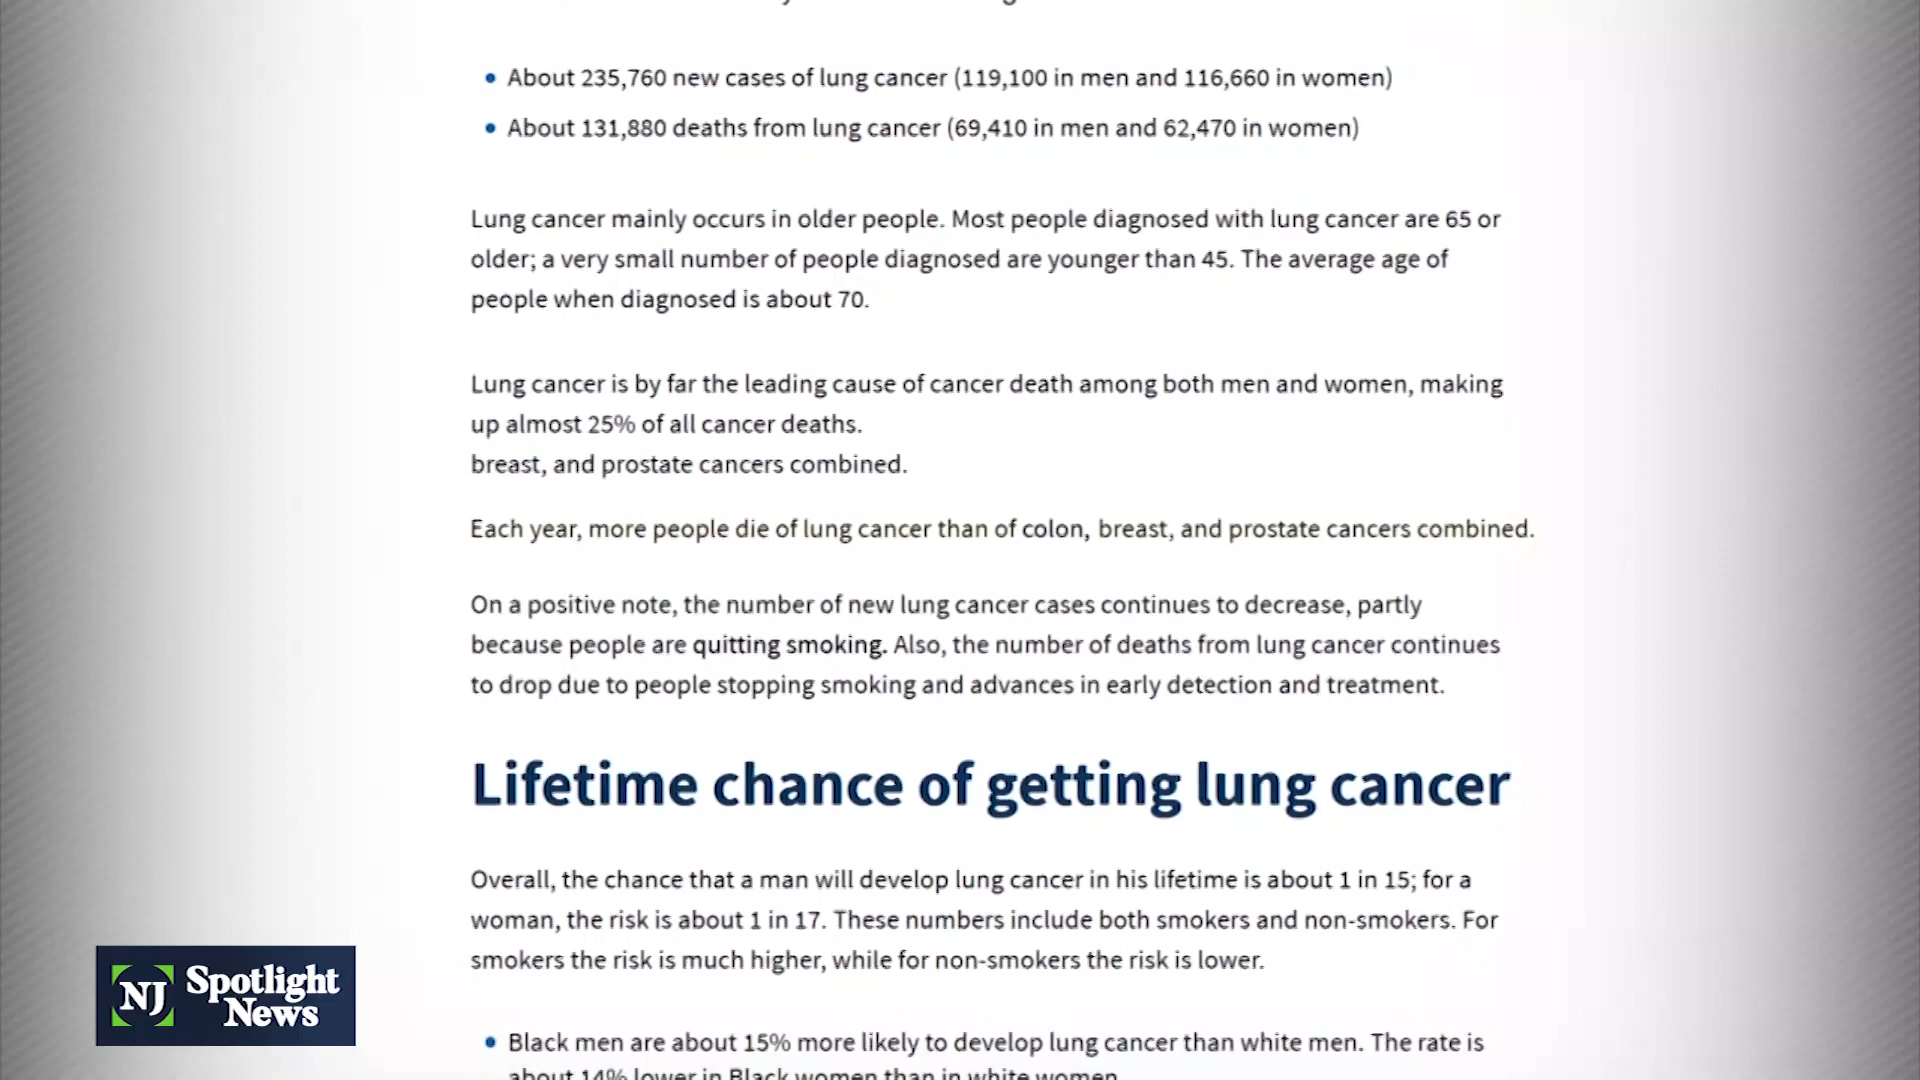 About 235,760 new cases of lung cancer (119,100 in men and 116,660 in women)
About 131,880 deaths from lung cancer (69,410 in men and 62,470 in women)
Lung cancer mainly occurs in older people. Most people diagnosed with lung cancer are 65 or
older; a very small number of people diagnosed are younger than 45. The average age of
people when diagnosed is about 70.
Lung cancer is by far the leading cause of cancer death among both men and women, making
up almost 25% of all cancer deaths.
breast, and prostate cancers combined.
Each year, more people die of lung cancer than of colon, breast, and prostate cancers combined.
On a positive note, the number of new lung cancer cases continues to decrease, partly
because people are quitting smoking. Also, the number of deaths from lung cancer continues
to drop due to people stopping smoking and advances in early detection and treatment.
Lifetime chance of getting lung cancer
Overall, the chance that a man will develop lung cancer in his lifetime is about 1 in 15; for a
woman, the risk is about 1 in 17. These numbers include both smokers and non-smokers. For
smokers the risk is much higher, while for non-smokers the risk is lower.
Black men are about 15% more likely to develop lung cancer than white men. The rate is
about 14% lower in Black women than in white women.
NJ Spotlight
News